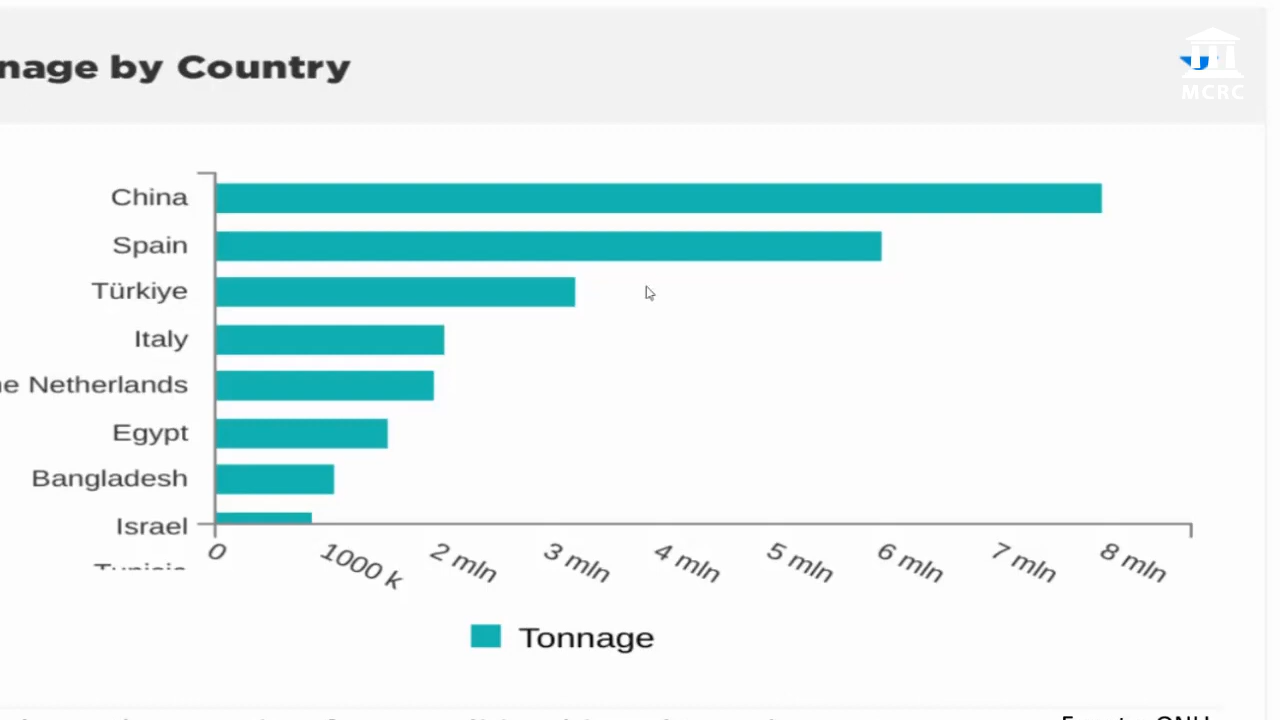 nage by Country
MCRC
China
Spain
Türkiye
Italy
e Netherlands
Egypt
Bangladesh
Israel
0 1000 k 2 mln 3 mln 4 mln 5 mln 6 mln 7 mln 8 mln
Tonnage